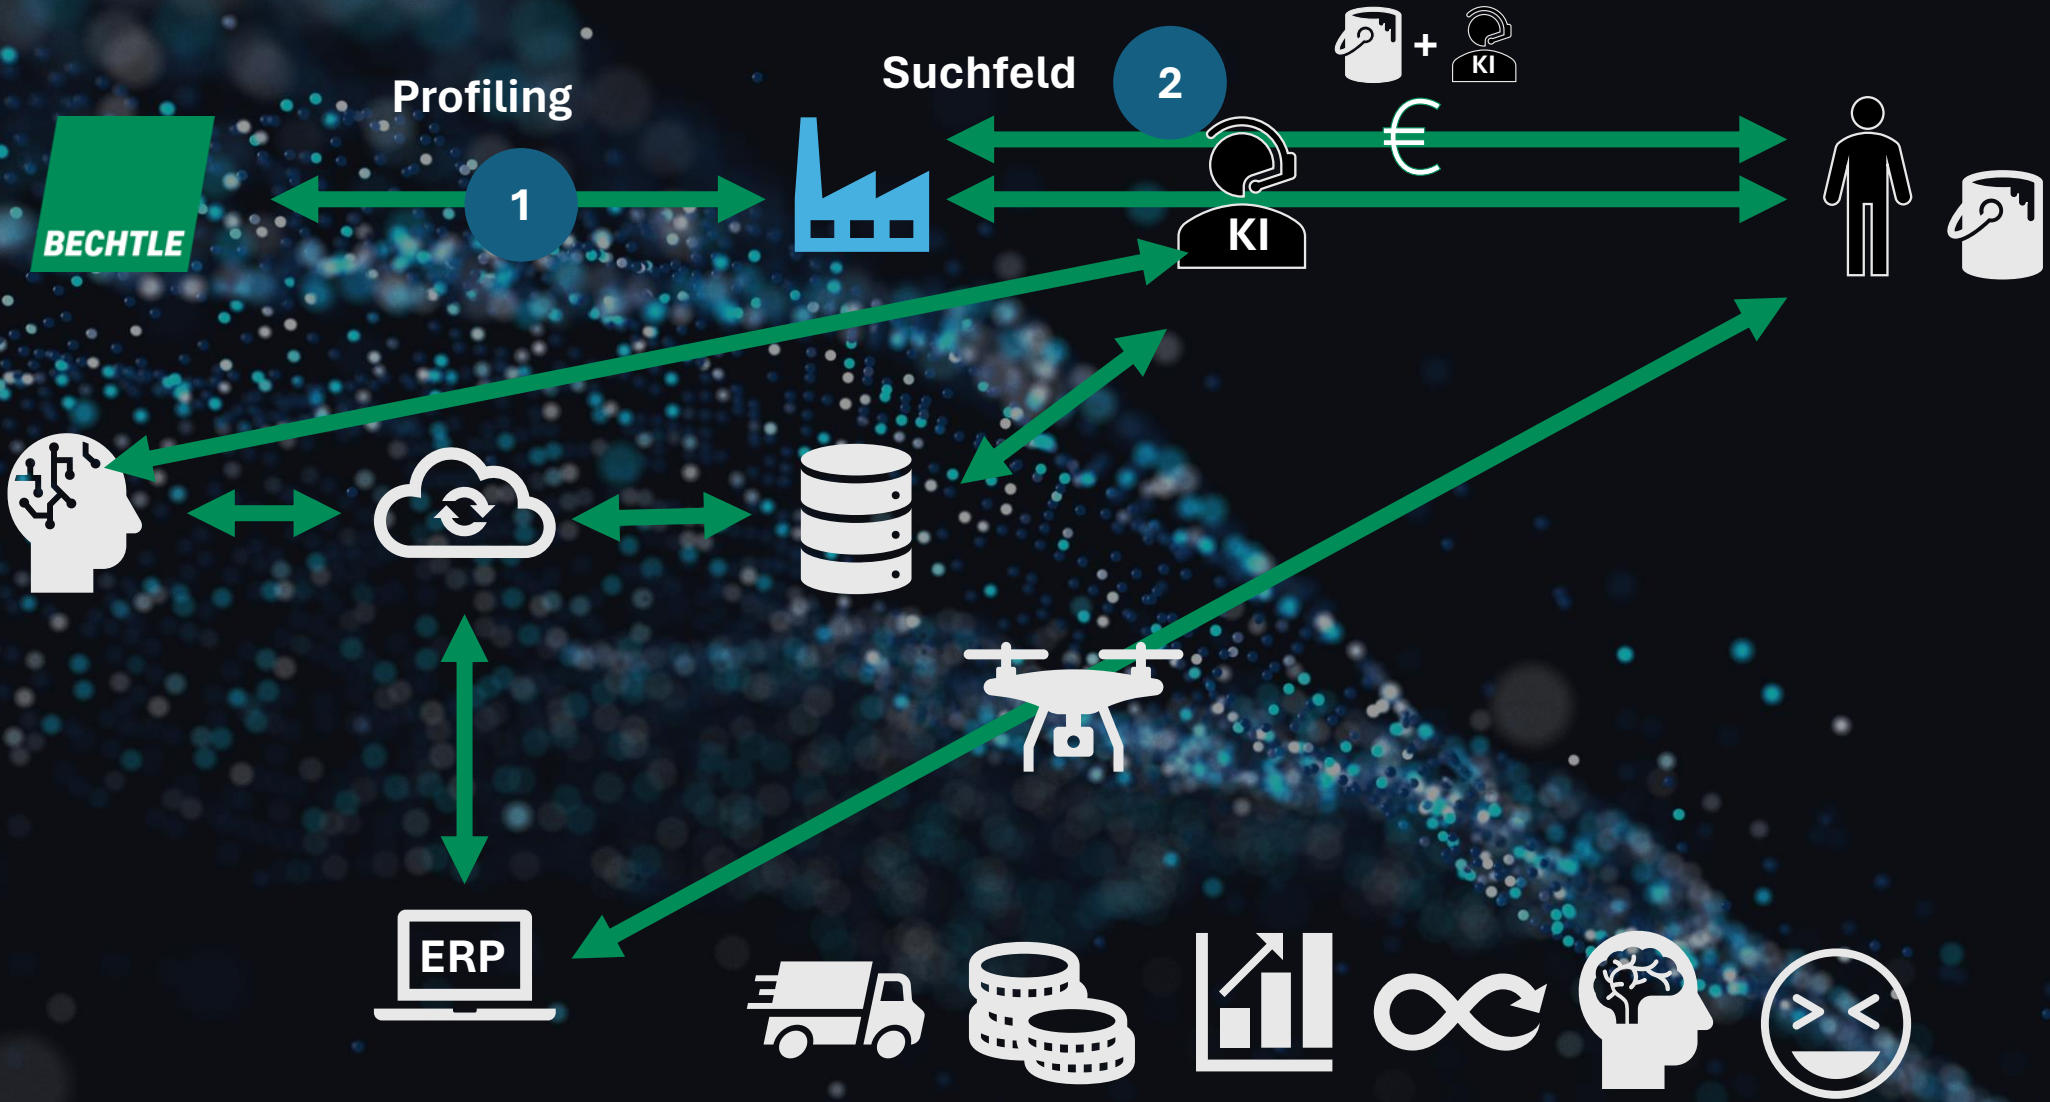 Profiling
Suchfeld
2
+
KI
€
BECHTLE
1
KI
ERP